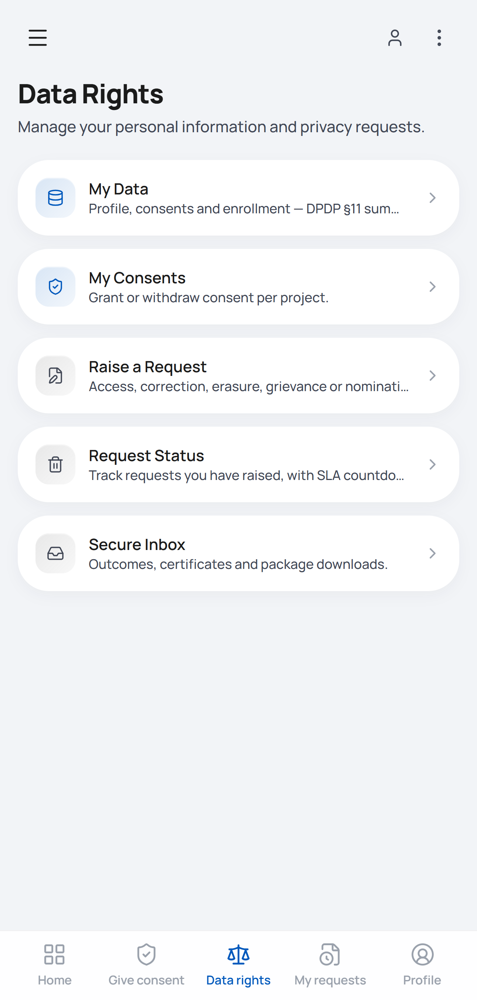 Data Rights
Manage your personal information and privacy requests.
My Data
Profile, consents and enrollment — DPDP §11 sum...
My Consents
Grant or withdraw consent per project.
Raise a Request
Access, correction, erasure, grievance or nominati...
Request Status
Track requests you have raised, with SLA countdo...
Secure Inbox
Outcomes, certificates and package downloads.
Home Give consent Data rights My requests Profile